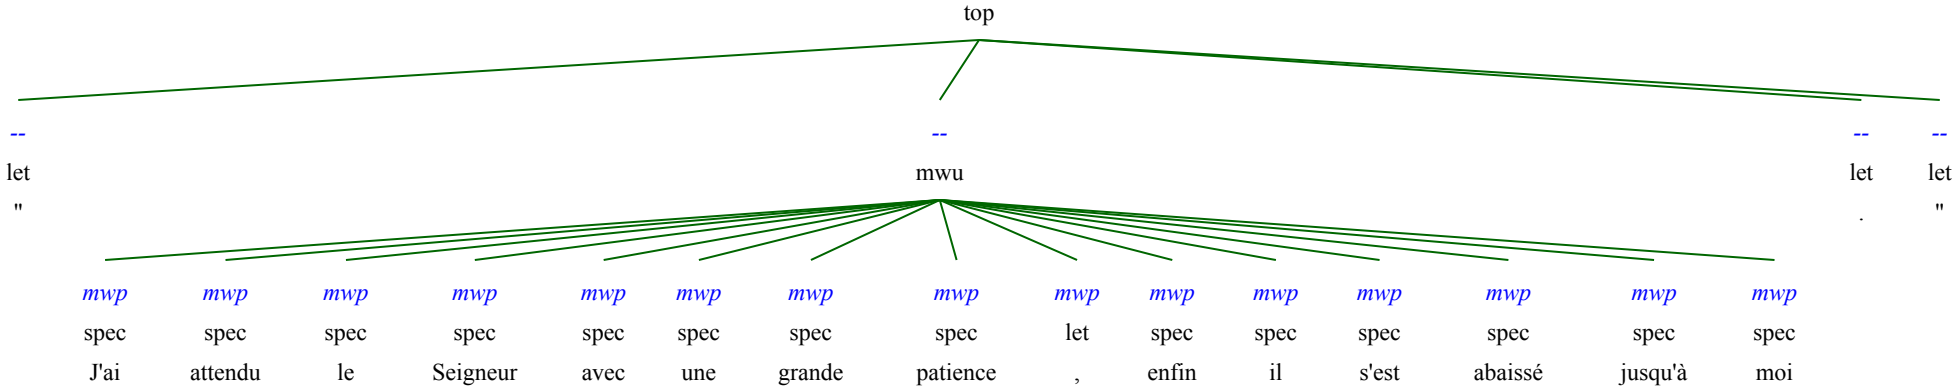 top
-- -- -- --
let mwu let let
" . "
mwp mwp mwp mwp mwp mwp mwp mwp mwp mwp mwp mwp mwp mwp mwp
spec spec spec spec spec spec spec spec let spec spec spec spec spec spec
J'ai attendu le Seigneur avec une grande patience , enfin il s'est abaissé jusqu'à moi